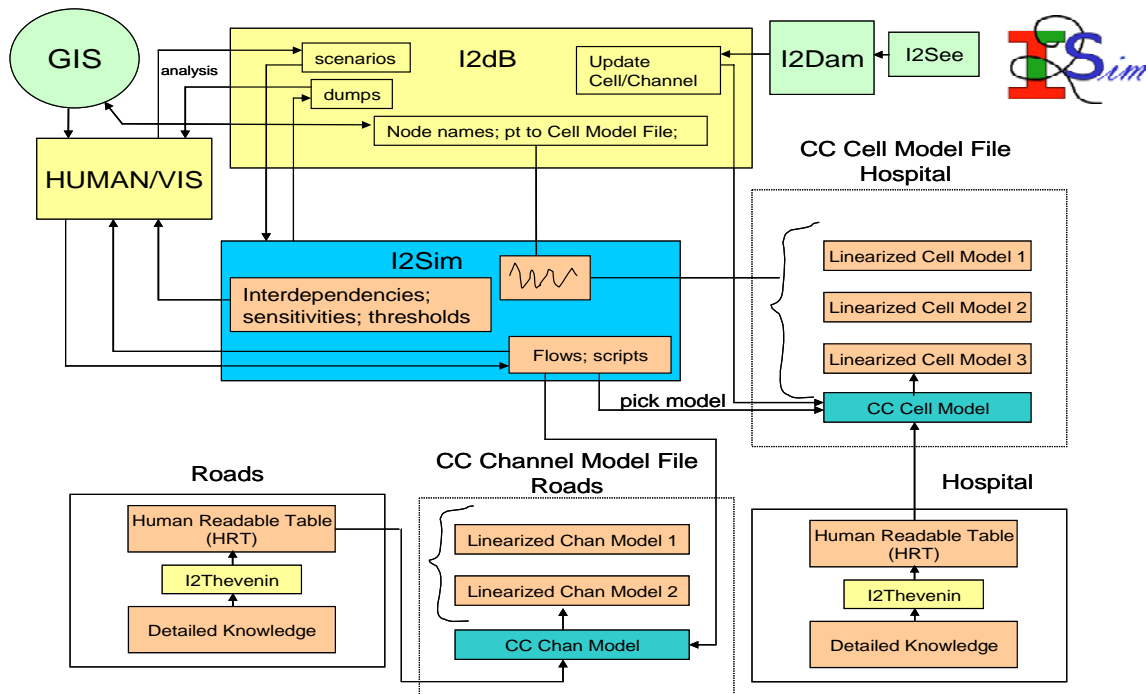 GIS
analysis
I2dB
scenarios
dumps
Update
Cell/Channel
Node names; pt to Cell Model File;
I2Dam
I2See
I2Sim
HUMAN/VIS
CC Cell Model File
Hospital
Linearized Cell Model 1
Linearized Cell Model 2
Linearized Cell Model 3
CC Cell Model
I2Sim
Interdependencies;
sensitivities; thresholds
Flows; scripts
pick model
Roads
Human Readable Table
(HRT)
I2Thevenin
Detailed Knowledge
CC Channel Model File
Roads
Linearized Chan Model 1
Linearized Chan Model 2
CC Chan Model
Hospital
Human Readable Table
(HRT)
I2Thevenin
Detailed Knowledge